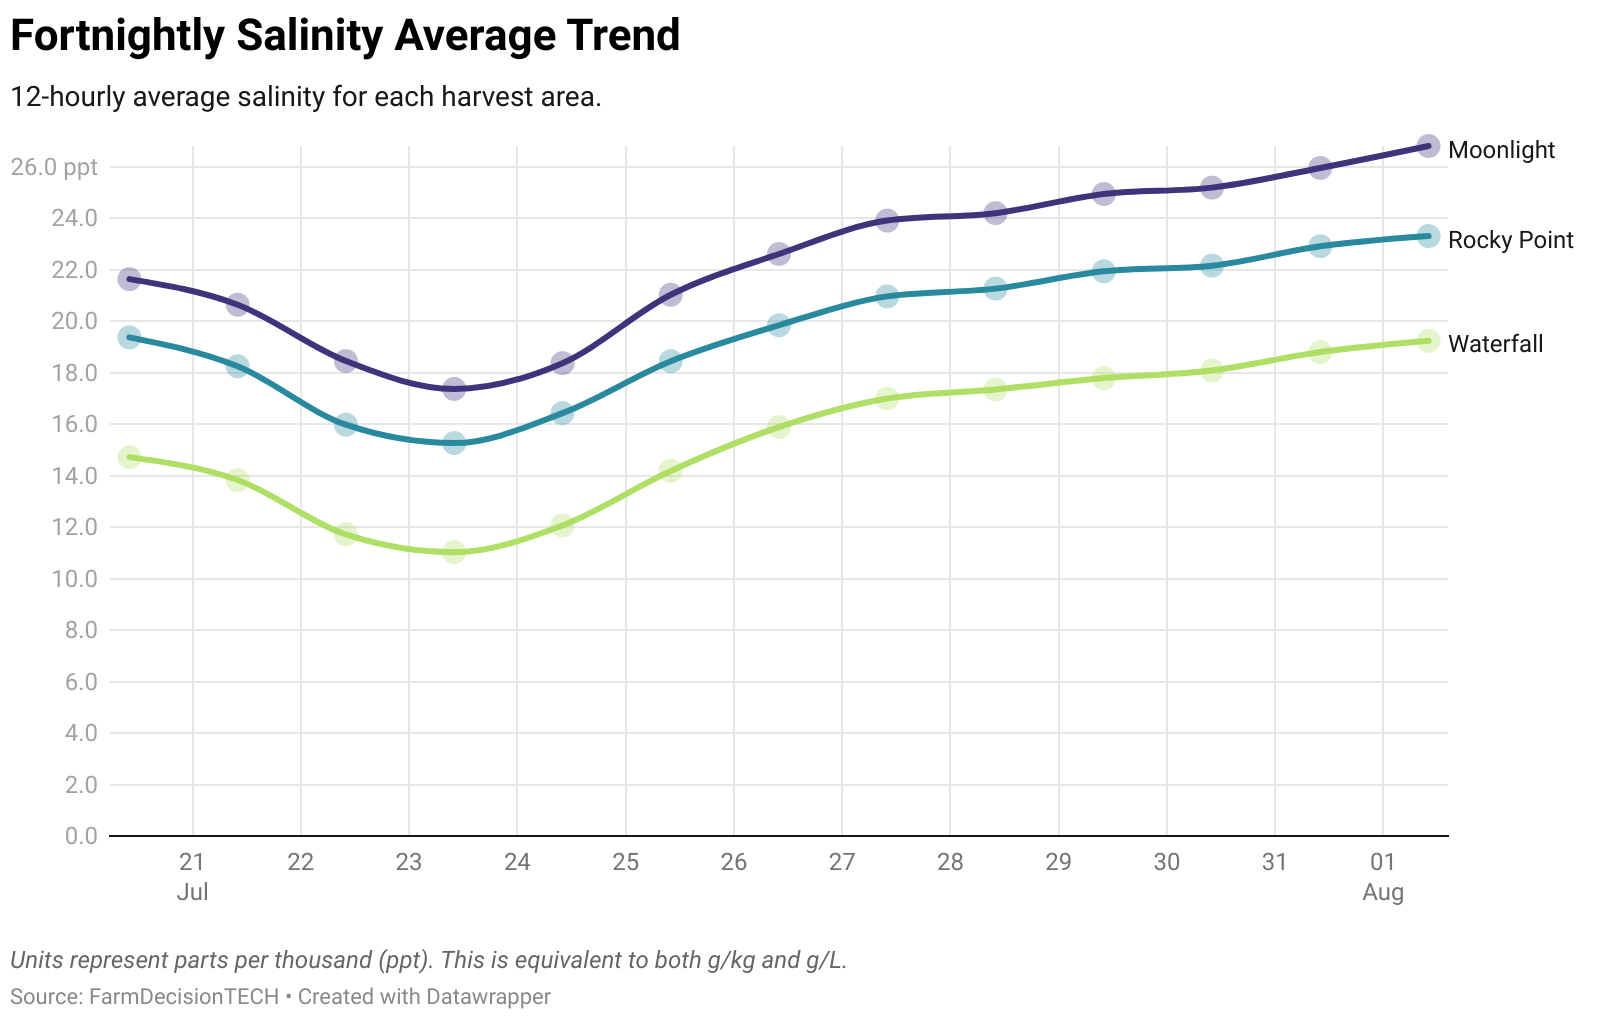 Fortnightly Salinity Average Trend
12-hourly average salinity for each harvest area.
26.0 ppt
24.0
22.0
20.0
18.0
16.0
14.0
12.0
10.0
8.0
6.0
4.0
2.0
0.0
Moonlight
Rocky Point
Waterfall
21 22 23 24 25 26 27 28 29 30 31 01
Jul Aug
Units represent parts per thousand (ppt). This is equivalent to both g/kg and g/L.
Source: FarmDecisionTECH • Created with Datawrapper